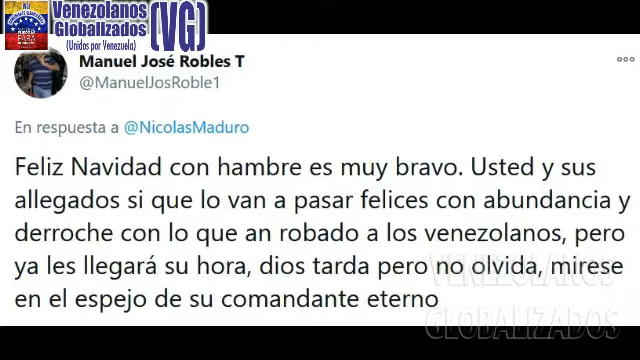 Venezolanos
Globalizados
(Unidos por Venezuela)
(VG)
PARA
Manuel José Robles T
@ManuelJosRoble1
En respuesta a @NicolasMaduro
Feliz Navidad con hambre es muy bravo. Usted y sus
allegados si que lo van a pasar felices con abundancia y
derroche con lo que an robado a los venezolanos, pero
ya les llegará su hora, dios tarda pero no olvida, mirese
en el espejo de su comandante eterno
VENEZOLANOS
GLOBALIZADOS